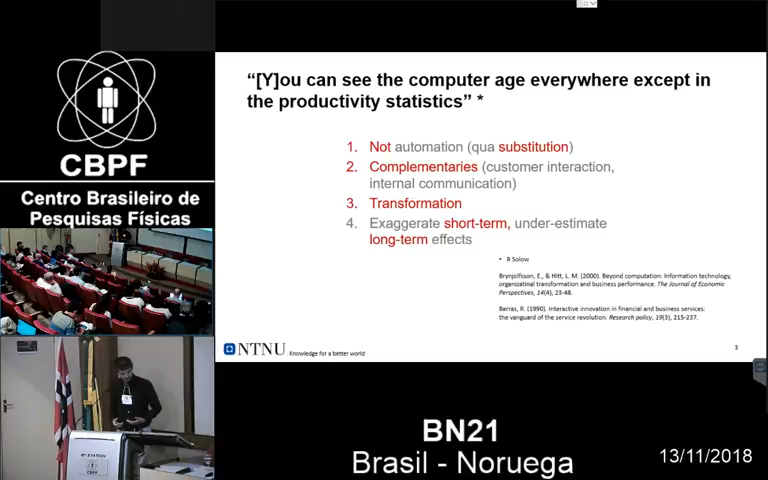 CBPF
Centro Brasileiro de
Pesquisas Físicas
“[Y]ou can see the computer age everywhere except in
the productivity statistics” *
1. Not automation (qua substitution)
2. Complementaries (customer interaction,
internal communication)
3. Transformation
4. Exaggerate short-term, under-estimate
long-term effects
• R Solow
Brynjolfsson, E., & Hitt, L. M. (2000). Beyond computation: Information technology,
organizatinal transformation and business performance. The Journal of Economic
Perspectives, 14(4), 23-48.
Barras, R. (1990). Interactive innovation in financial and business services:
the vanguard of the service revolution. Research policy, 19(3), 215-237.
NTNU Knowledge for a better world
3
CBPF
BN21
Brasil - Noruega
13/11/2018